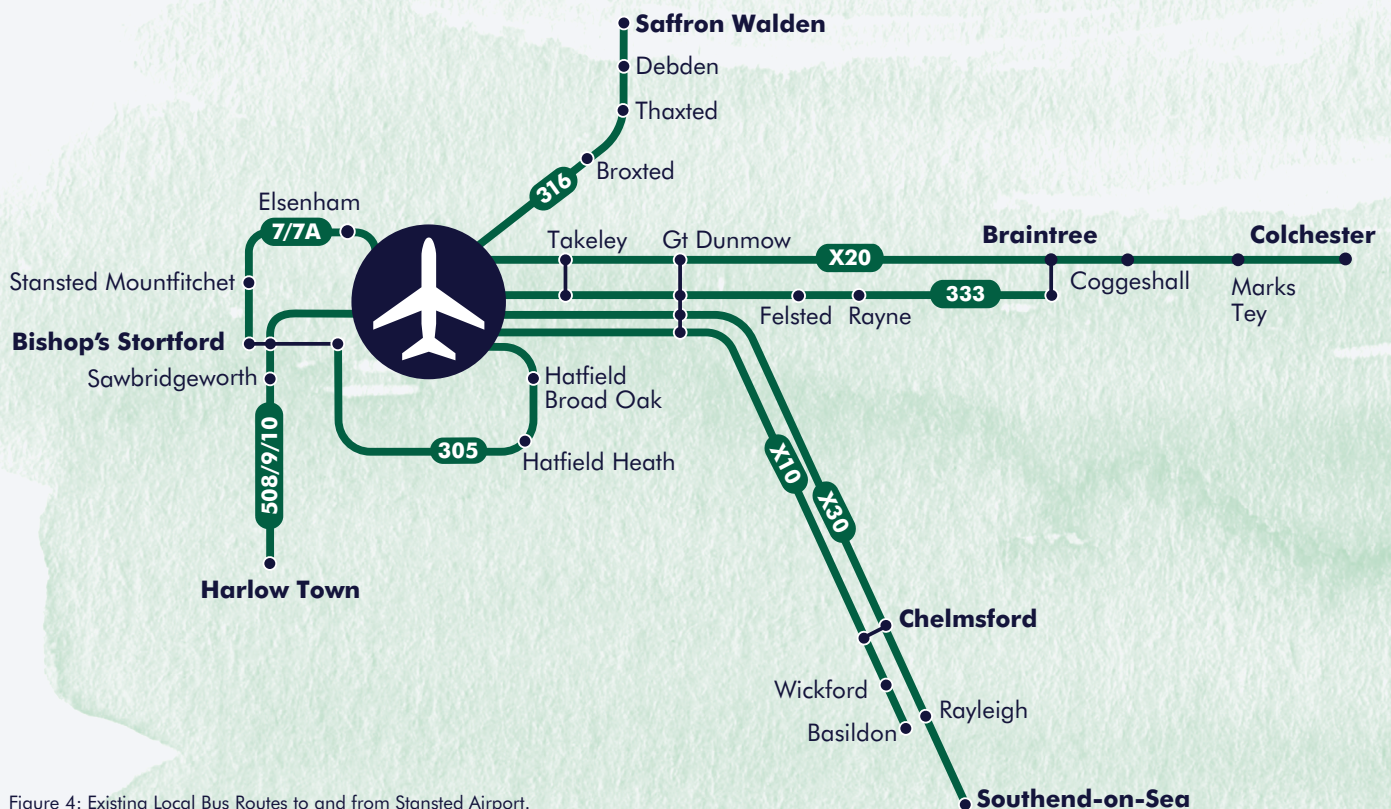 Saffron Walden
Debden
Thaxted
Broxted
316
Elsenham
7/7A
Stansted Mountfitchet
Bishop's Stortford
Sawbridgeworth
508/9/10
Harlow Town
Takeley
Gt Dunmow
X20
Braintree
Coggeshall
Marks
Tey
Colchester
Felsted
Rayne
333
Hatfield
Broad Oak
305
Hatfield Heath
X10
X30
Chelmsford
Wickford
Basildon
Rayleigh
Southend-on-Sea
Figure 4: Existing Local Bus Routes to and from Stansted Airport.